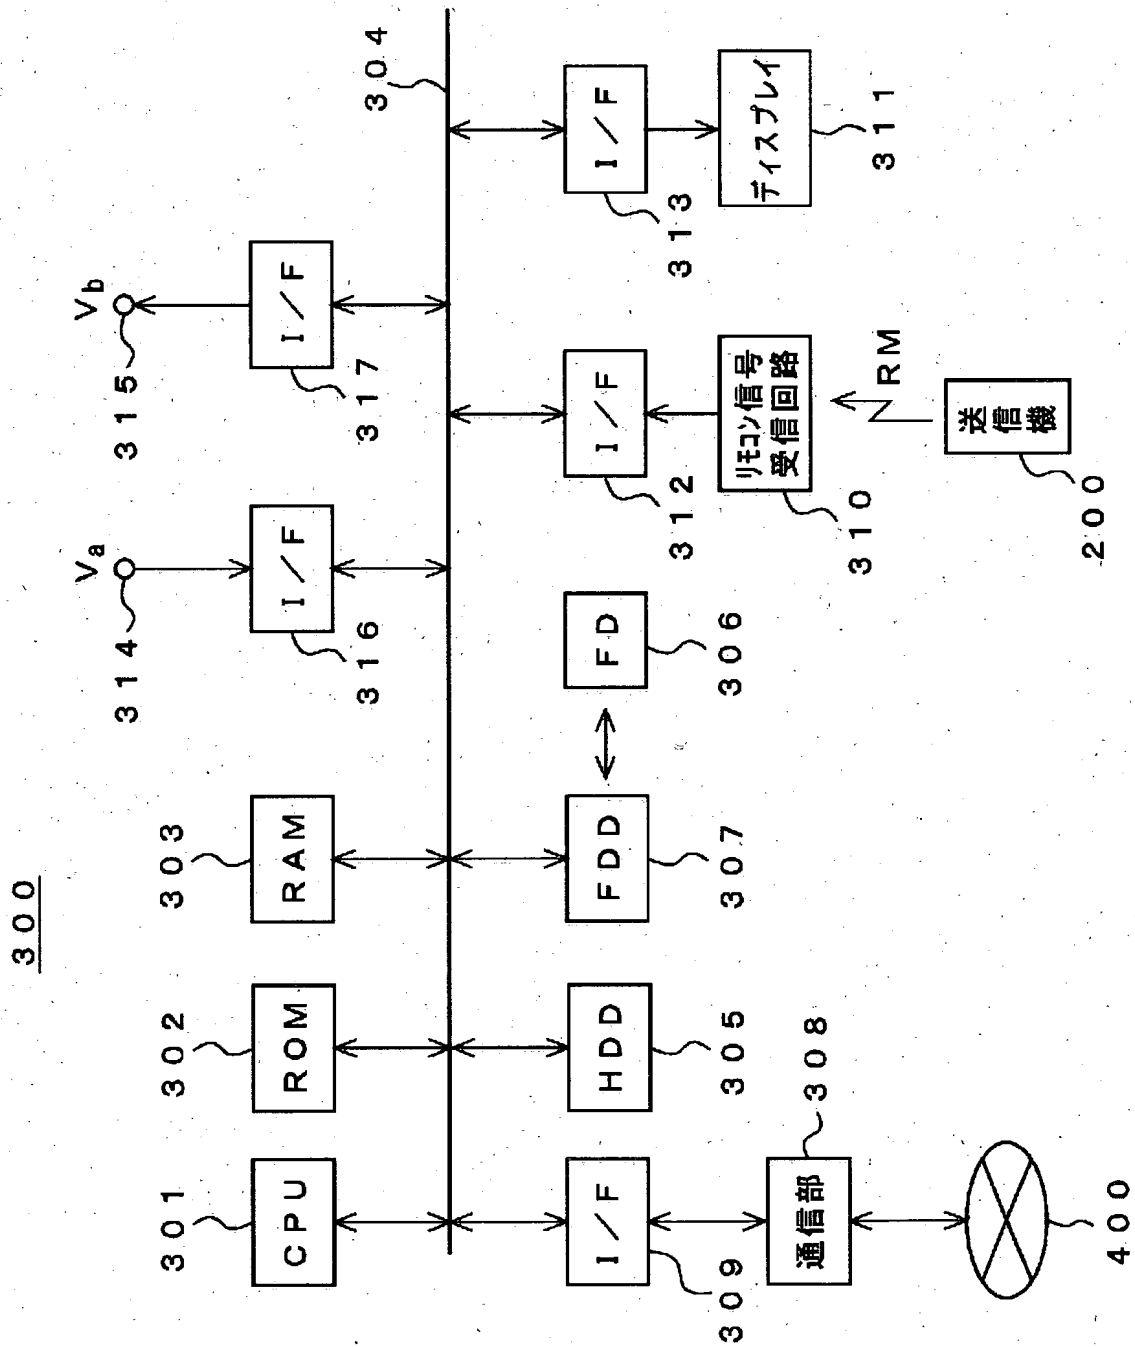 300
Va
Vb
314
315
301
302
303
CPU
ROM
RAM
I/F
I/F
316
317
304
I/F
HDD
FDD
FD
I/F
I/F
312
313
309
305
307
306
リモコン信号
受信回路
ディスプレイ
通信部
308
310
311
RM
送信機
200
400